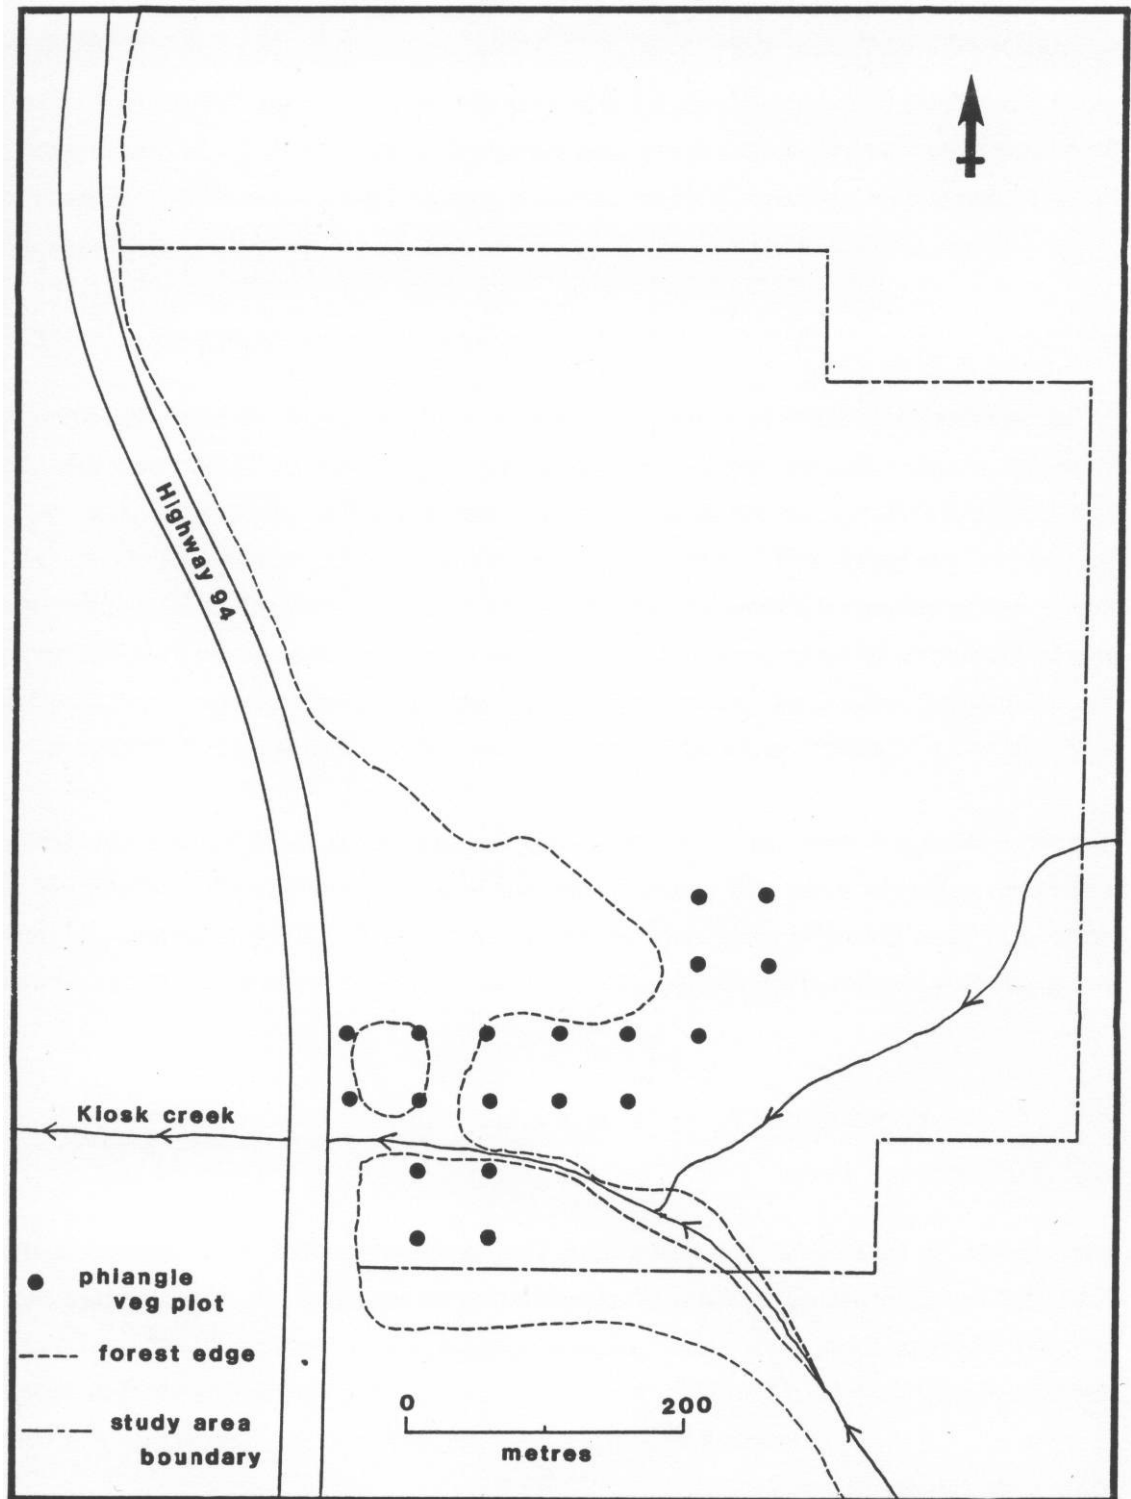 Highway 94
Kiosk creek
phiangle
veg plot
forest edge
study area
boundary
0 200
metres